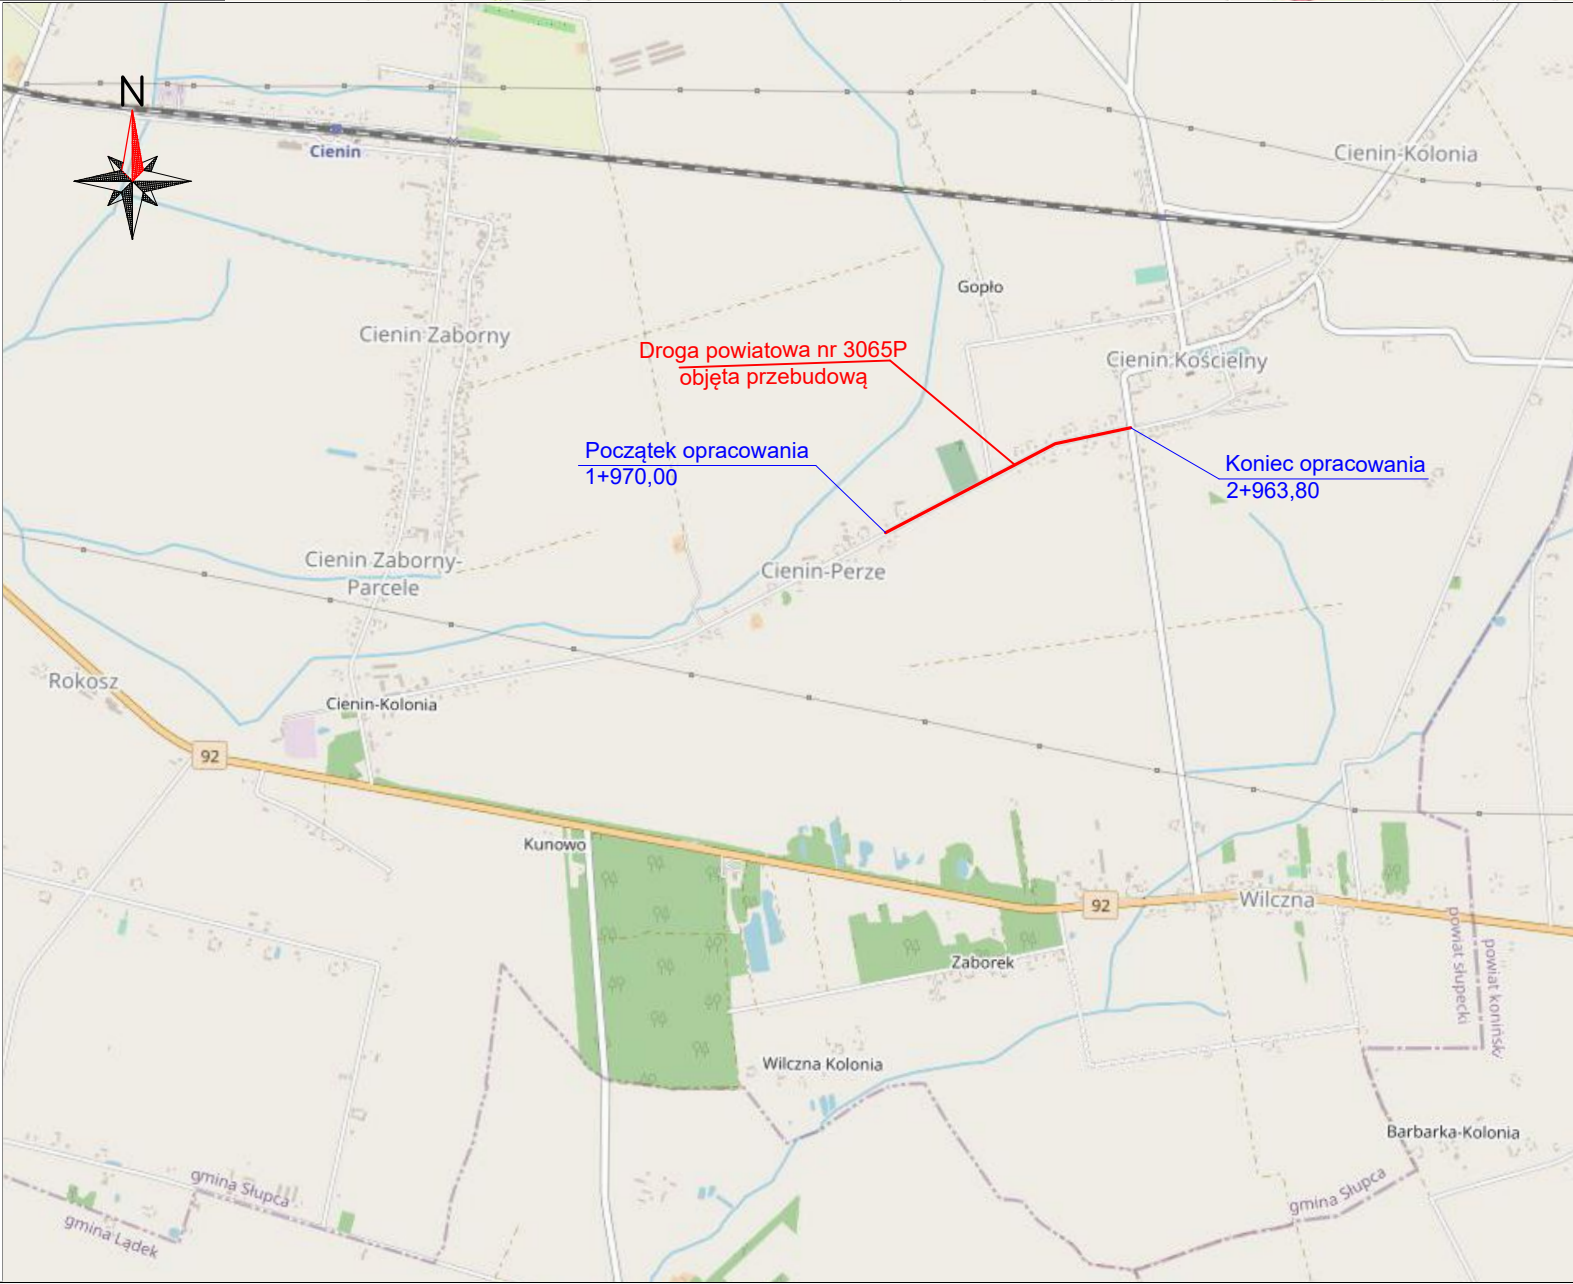 N
Cienin
Cienin-Kolonia
Gopło
Cienin Zaborny
Droga powiatowa nr 3065P
objęta przebudową
Cienin Kościelny
Początek opracowania
1+970,00
Koniec opracowania
2+963,80
Cienin Zaborny-
Parcele
Cienin-Perze
Rokosz
Cienin-Kolonia
92
Kunowo
92
Wilczna
Zaborek
powiat słupecki
powiat konińsk
Wilczna Kolonia
Barbarka-Kolonia
gmina Słupca
gmina Lądek
gmina Słupca